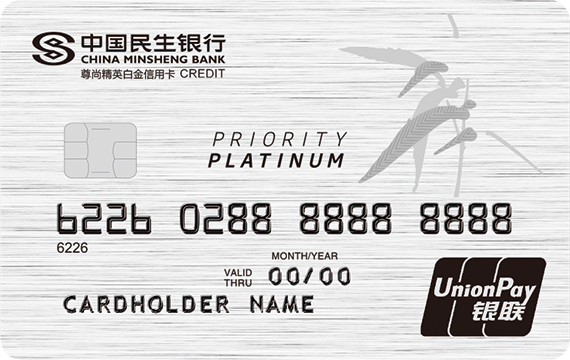 中国民生银行
CHINA MINSHENG BANK
尊尚精英白金信用卡 CREDIT
PRIORITY
PLATINUM
6226 0288 8888 8888
6226
MONTH/YEAR
VALID THRU 00/00
CARDHOLDER NAME
UnionPay
银联